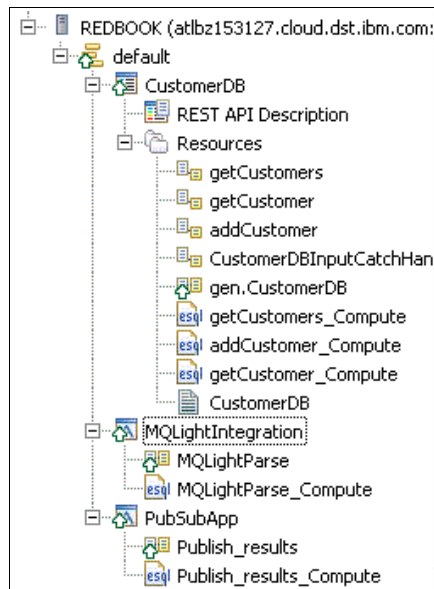 REDBOOK (atlbz153127.cloud.dst.ibm.com:
default
CustomerDB
REST API Description
Resources
getCustomers
getCustomer
addCustomer
CustomerDBInputCatchHan
gen.CustomerDB
esql getCustomers_Compute
esql addCustomer_Compute
esql getCustomer_Compute
CustomerDB
MQLightIntegration
MQLightParse
esql MQLightParse_Compute
PubSubApp
Publish_results
esql Publish_results_Compute